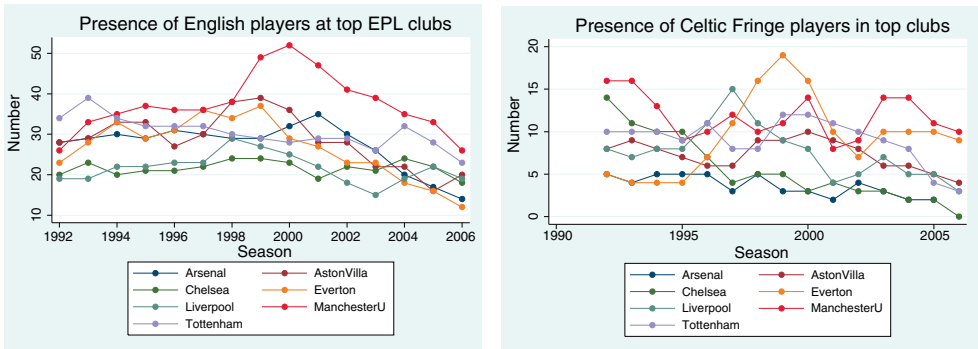 Presence of English players at top EPL clubs
Number
50
40
30
20
10
1992 1994 1996 1998 2000 2002 2004 2006
Season
Arsenal AstonVilla
Chelsea Everton
Liverpool ManchesterU
Tottenham
Presence of Celtic Fringe players in top clubs
Number
20
15
10
5
0
1990 1995 2000 2005
Season
Arsenal AstonVilla
Chelsea Everton
Liverpool ManchesterU
Tottenham